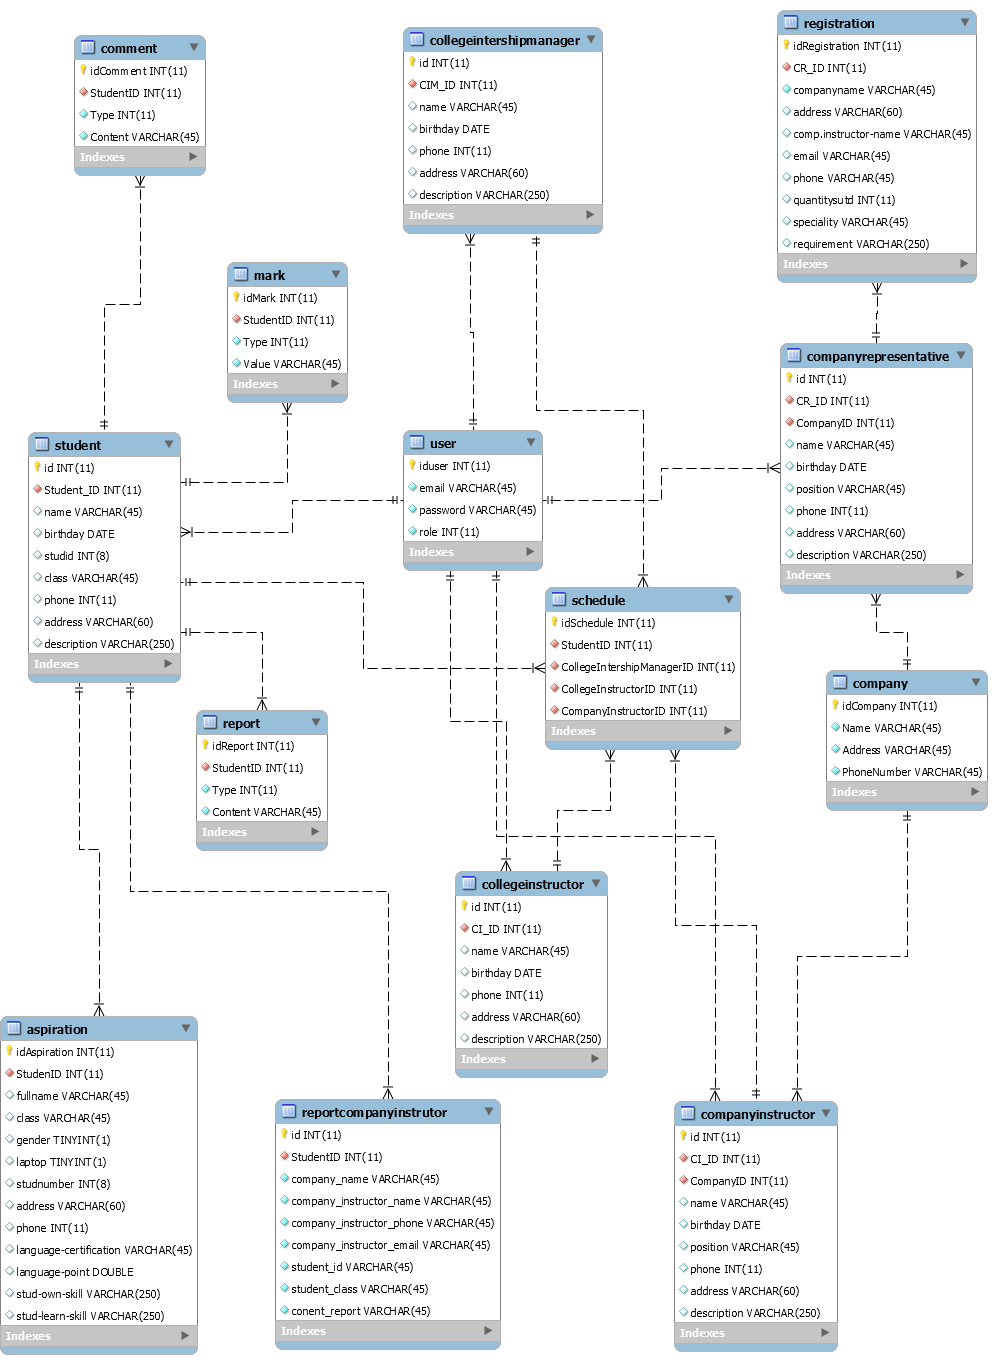 comment
idComment INT(11)
StudentID INT(11)
Type INT(11)
Content VARCHAR(45)
Indexes
collegeintershipmanager
id INT(11)
CIM_ID INT(11)
name VARCHAR(45)
birthday DATE
phone INT(11)
address VARCHAR(60)
description VARCHAR(250)
Indexes
registration
idRegistration INT(11)
CR_ID INT(11)
companyname VARCHAR(45)
address VARCHAR(60)
comp.instructor-name VARCHAR(45)
email VARCHAR(45)
phone VARCHAR(45)
quantitysutd INT(11)
speciality VARCHAR(45)
requirement VARCHAR(250)
Indexes
mark
idMark INT(11)
StudentID INT(11)
Type INT(11)
Value VARCHAR(45)
Indexes
companyrepresentative
id INT(11)
CR_ID INT(11)
CompanyID INT(11)
name VARCHAR(45)
birthday DATE
position VARCHAR(45)
phone INT(11)
address VARCHAR(60)
description VARCHAR(250)
Indexes
student
id INT(11)
Student_ID INT(11)
name VARCHAR(45)
birthday DATE
studid INT(8)
class VARCHAR(45)
phone INT(11)
address VARCHAR(60)
description VARCHAR(250)
Indexes
user
iduser INT(11)
email VARCHAR(45)
password VARCHAR(45)
role INT(11)
Indexes
schedule
idSchedule INT(11)
StudentID INT(11)
CollegeIntershipManagerID INT(11)
CollegeInstructorID INT(11)
CompanyInstructorID INT(11)
Indexes
company
idCompany INT(11)
Name VARCHAR(45)
Address VARCHAR(45)
PhoneNumber VARCHAR(45)
Indexes
report
idReport INT(11)
StudentID INT(11)
Type INT(11)
Content VARCHAR(45)
Indexes
collegeinstructor
id INT(11)
CI_ID INT(11)
name VARCHAR(45)
birthday DATE
phone INT(11)
address VARCHAR(60)
description VARCHAR(250)
Indexes
aspiration
idAspiration INT(11)
StudenID INT(11)
fullname VARCHAR(45)
class VARCHAR(45)
gender TINYINT(1)
laptop TINYINT(1)
studnumber INT(8)
address VARCHAR(60)
phone INT(11)
language-certification VARCHAR(45)
language-point DOUBLE
stud-own-skill VARCHAR(250)
stud-learn-skill VARCHAR(250)
Indexes
reportcompanyinstrutor
id INT(11)
StudentID INT(11)
company_name VARCHAR(45)
company_instructor_name VARCHAR(45)
company_instructor_phone VARCHAR(45)
company_instructor_email VARCHAR(45)
student_id VARCHAR(45)
student_class VARCHAR(45)
conent_report VARCHAR(45)
Indexes
companyinstructor
id INT(11)
CI_ID INT(11)
CompanyID INT(11)
name VARCHAR(45)
birthday DATE
position VARCHAR(45)
phone INT(11)
address VARCHAR(60)
description VARCHAR(250)
Indexes